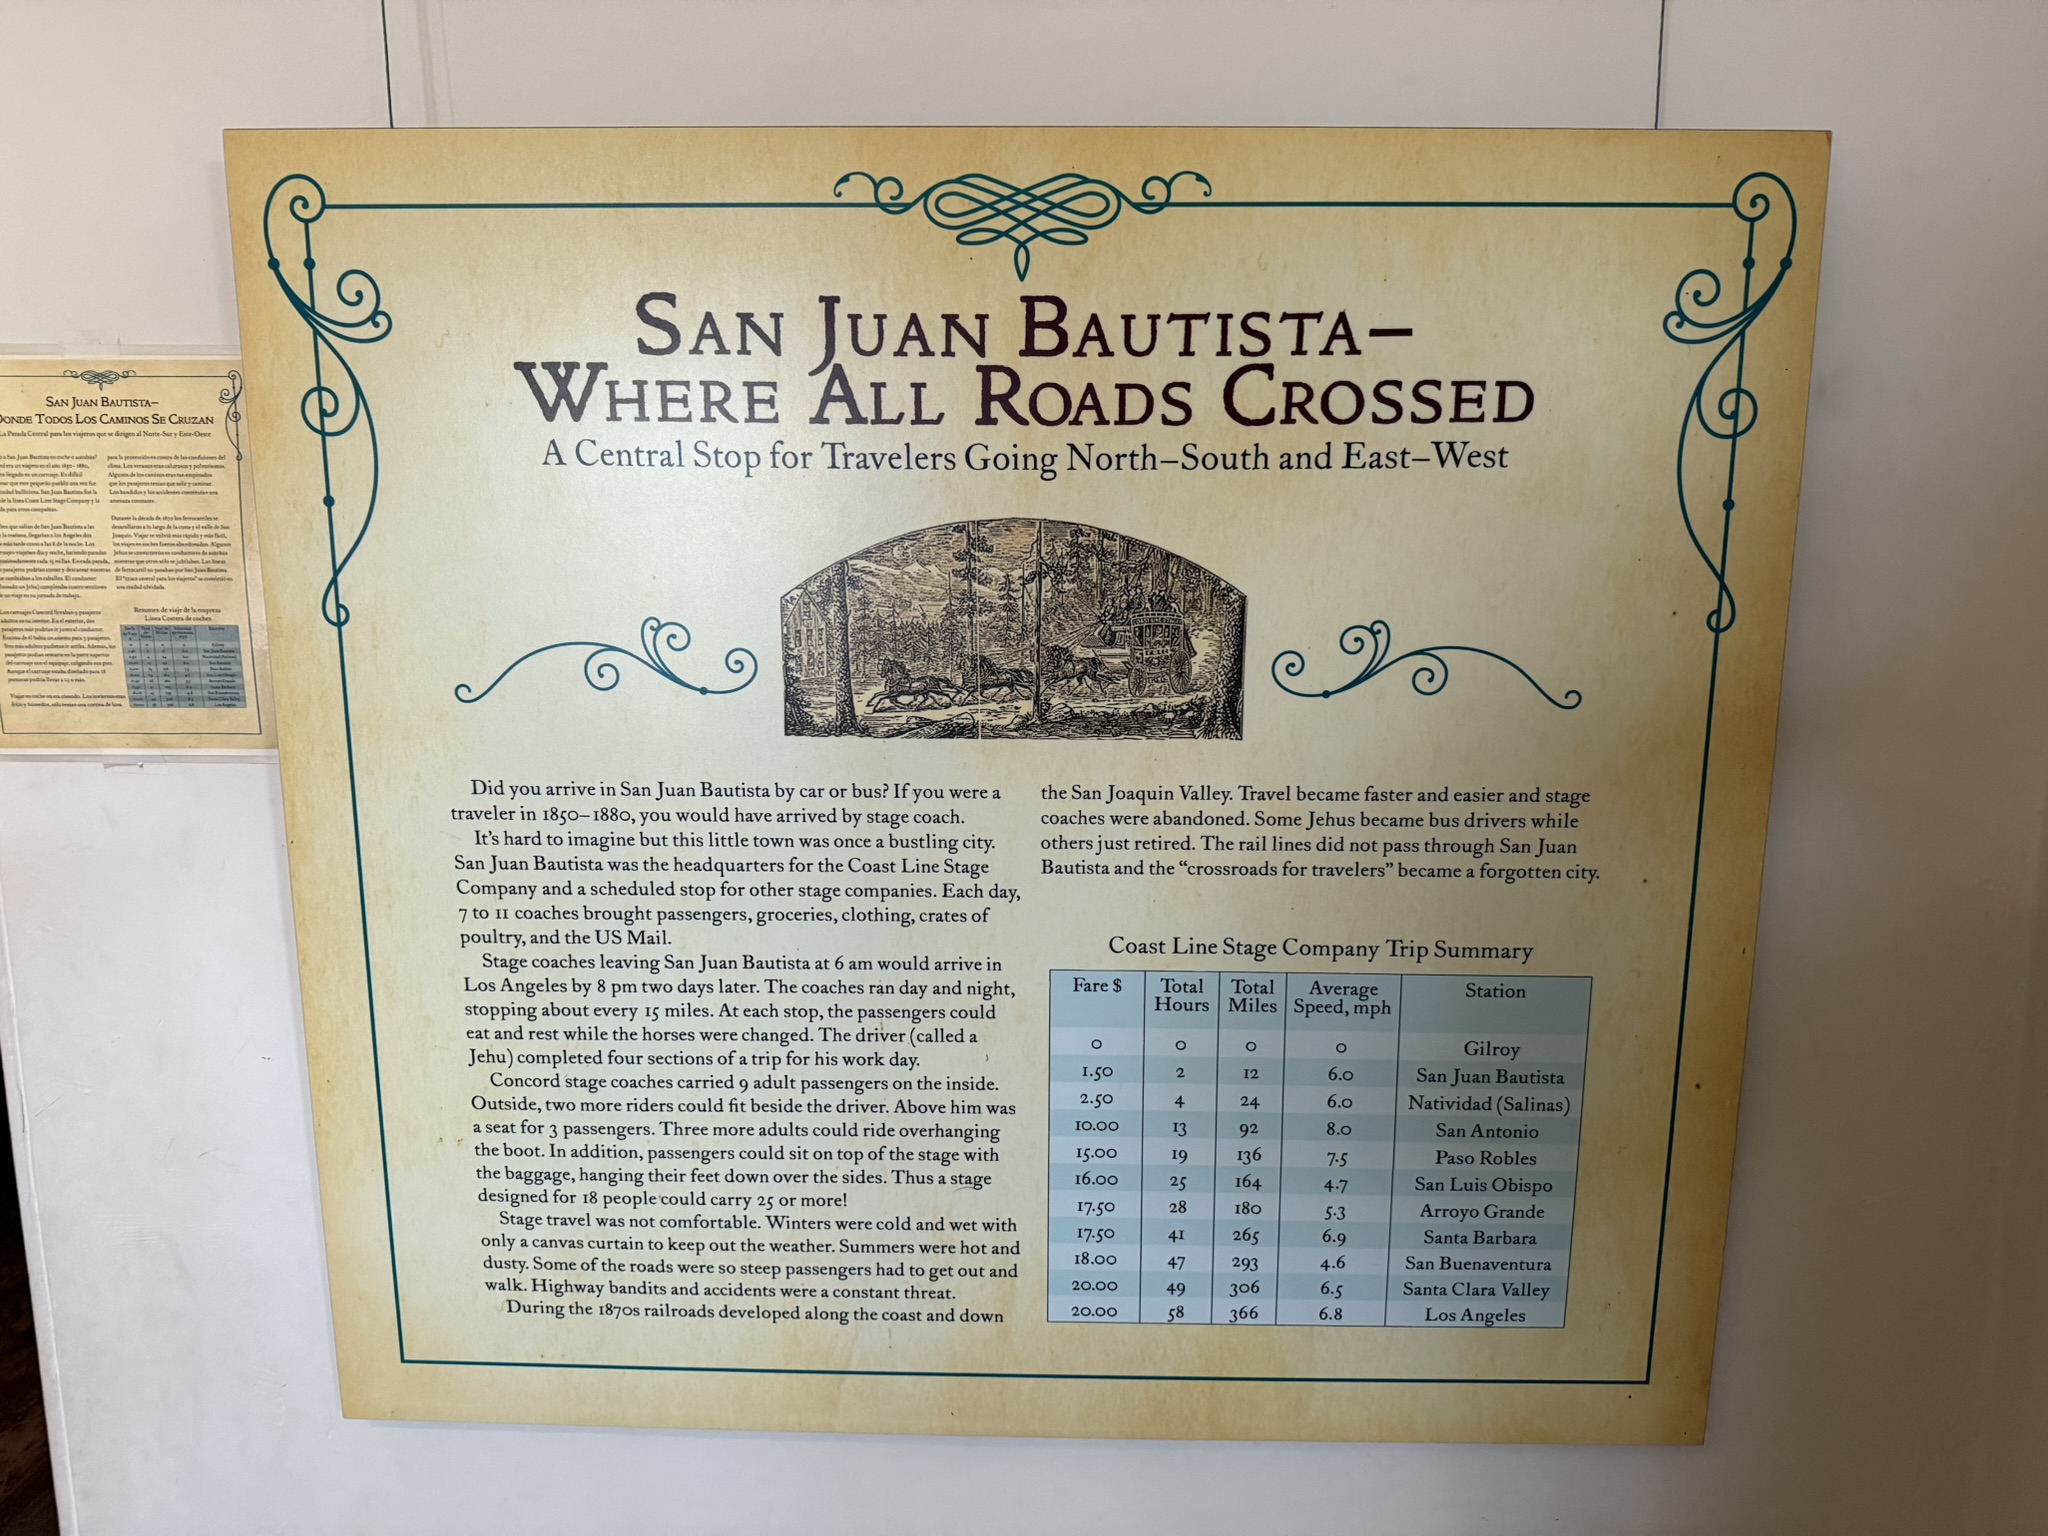 San Juan Bautista–
Where All Roads Crossed
A Central Stop for Travelers Going North–South and East–West
Did you arrive in San Juan Bautista by car or bus? If you were a
traveler in 1850–1880, you would have arrived by stage coach.
It's hard to imagine but this little town was once a bustling city.
San Juan Bautista was the headquarters for the Coast Line Stage
Company and a scheduled stop for other stage companies. Each day,
7 to 11 coaches brought passengers, groceries, clothing, crates of
poultry, and the US Mail.
Stage coaches leaving San Juan Bautista at 6 am would arrive in
Los Angeles by 8 pm two days later. The coaches ran day and night,
stopping about every 15 miles. At each stop, the passengers could
eat and rest while the horses were changed. The driver (called a
Jehu) completed four sections of a trip for his work day.
Concord stage coaches carried 9 adult passengers on the inside.
Outside, two more riders could fit beside the driver. Above him was
a seat for 3 passengers. Three more adults could ride overhanging
the boot. In addition, passengers could sit on top of the stage with
the baggage, hanging their feet down over the sides. Thus a stage
designed for 18 people could carry 25 or more!
Stage travel was not comfortable. Winters were cold and wet with
only a canvas curtain to keep out the weather. Summers were hot and
dusty. Some of the roads were so steep passengers had to get out and
walk. Highway bandits and accidents were a constant threat.
During the 1870s railroads developed along the coast and down
the San Joaquin Valley. Travel became faster and easier and stage
coaches were abandoned. Some Jehus became bus drivers while
others just retired. The rail lines did not pass through San Juan
Bautista and the “crossroads for travelers” became a forgotten city.
Coast Line Stage Company Trip Summary
Fare $ Total Hours Total Miles Average Speed, mph Station
0 0 0 0 Gilroy
1.50 2 12 6.0 San Juan Bautista
2.50 4 24 6.0 Natividad (Salinas)
10.00 13 92 8.0 San Antonio
15.00 19 136 7.5 Paso Robles
16.00 25 164 4.7 San Luis Obispo
17.50 28 180 5.3 Arroyo Grande
17.50 41 265 6.9 Santa Barbara
18.00 47 293 4.6 San Buenaventura
20.00 49 306 6.5 Santa Clara Valley
20.00 58 366 6.8 Los Angeles
San Juan Bautista–
Donde Todos Los Caminos Se Cruzan
La Parada Central para los viajeros que se dirigen al Norte-Sur y Este-Oeste